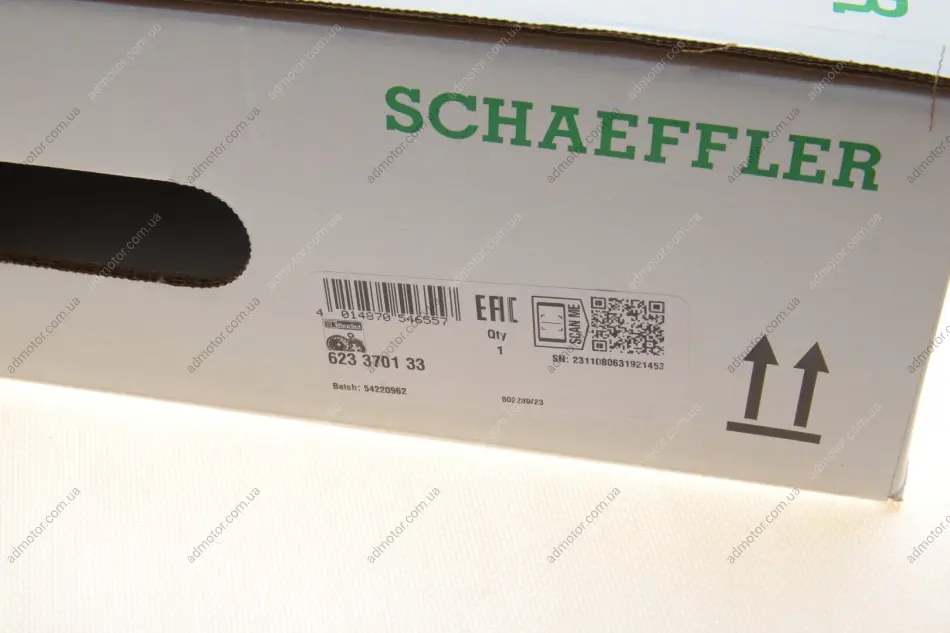 SCHAEFFLER
4 014870 546557
EAC
Qty
1
SCAN ME
SN: 2311080631921453
623 3701 33
Batch: 54220962
602289/23
admotor.com.ua